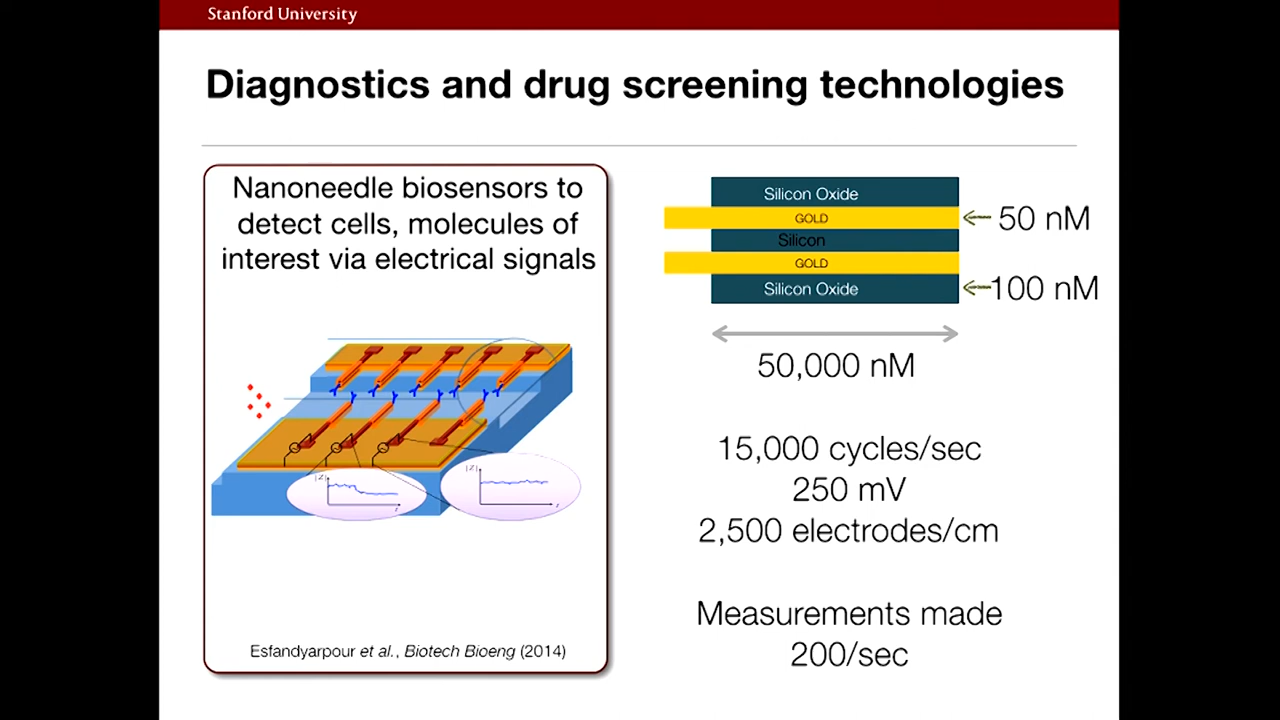 Stanford University
Diagnostics and drug screening technologies
Nanoneedle biosensors to
detect cells, molecules of
interest via electrical signals
|Z|
t
|Z|
t
Esfandyarpour et al., Biotech Bioeng (2014)
Silicon Oxide
GOLD
50 nM
Silicon
GOLD
Silicon Oxide
100 nM
50,000 nM
15,000 cycles/sec
250 mV
2,500 electrodes/cm
Measurements made
200/sec